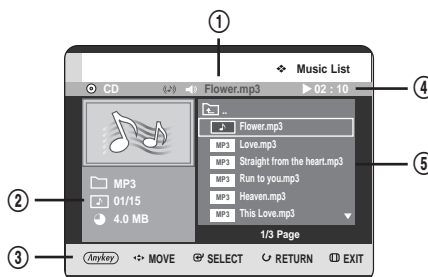 ①
❖ Music List
CD Flower.mp3 ▶ 02 : 10
④
..
♪ Flower.mp3
MP3 Love.mp3
MP3 Straight from the heart.mp3
⑤
MP3 MP3 Run to you.mp3
② 01/15 MP3 Heaven.mp3
4.0 MB MP3 This Love.mp3 ▼
1/3 Page
③ Anykey MOVE SELECT RETURN EXIT